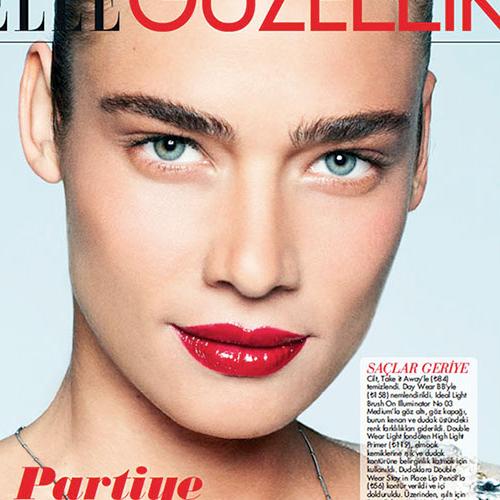 ELLE GÜZELLİK
SAÇLAR GERİYE
Cilt, Take it Away'le (₺84)
temizlendi. Day Wear BB'yle
(₺158) nemlendirildi. Ideal Light
Brush On Illuminator No 03
Medium'la göz altı, göz kapağı,
burun kenarı ve dudak üstündeki
renk farklılıkları giderildi. Double
Wear Light fondöten High Light
Primer (₺119), elmacık
kemiklerine ışık ve dudak
kontürüne belirginlik katmak için
kullanıldı. Dudaklara Double
Wear Stay in Place Lip Pencil'la
(₺56) kontür verildi ve içi
dolduruldu. Üzerinden, ışıltı için
Partiye